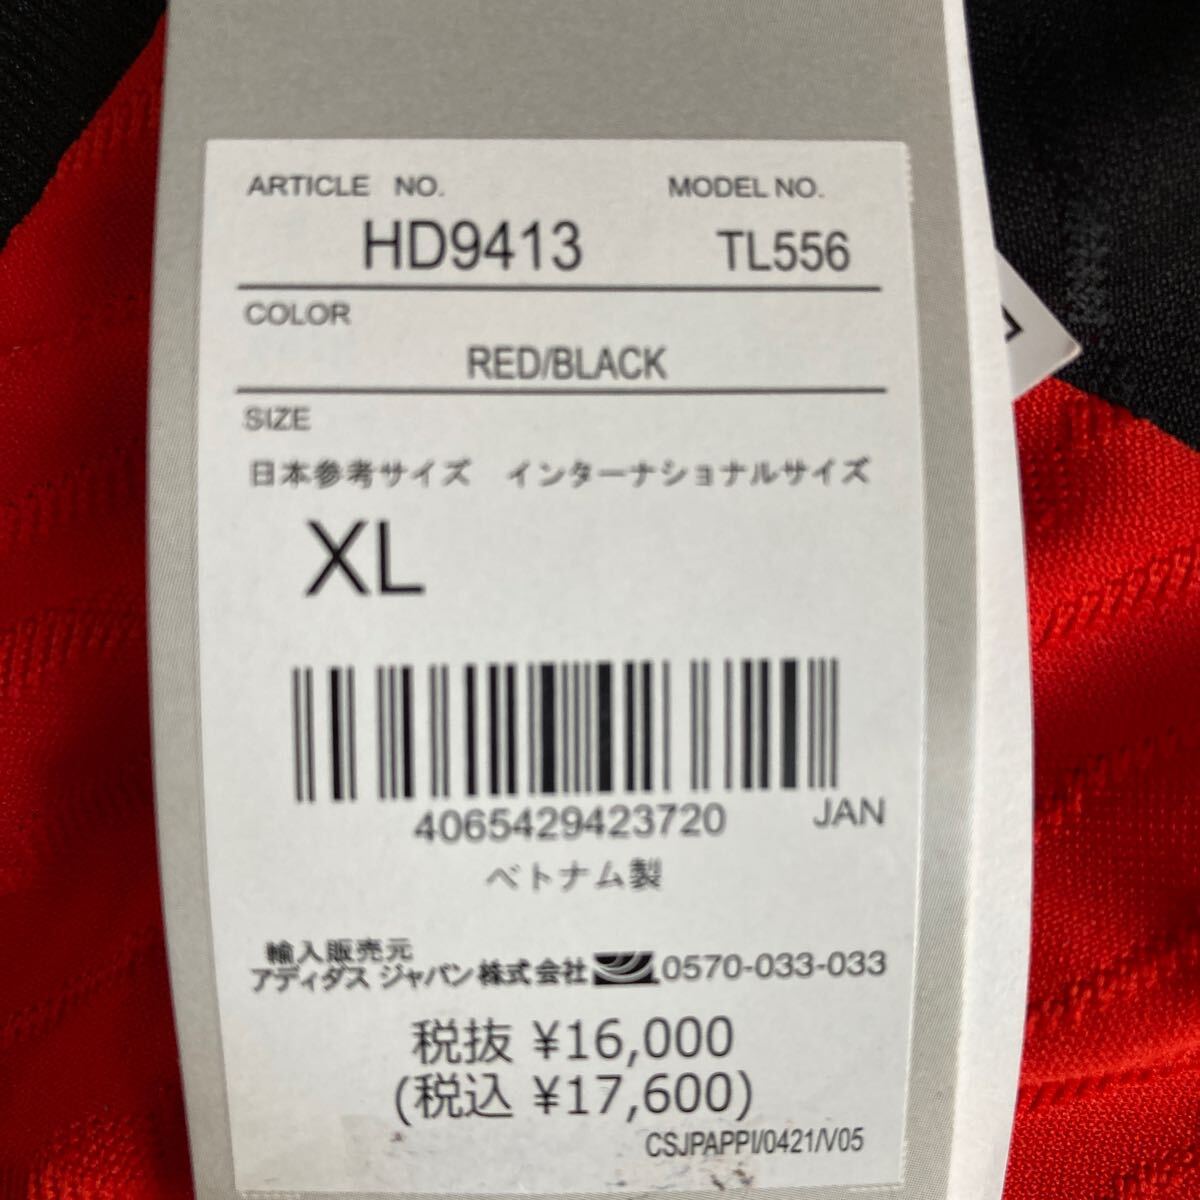 ARTICLE NO. MODEL NO.
HD9413 TL556
COLOR
RED/BLACK
SIZE
日本参考サイズ インターナショナルサイズ
XL
4065429423720 JAN
ベトナム製
輸入販売元
アディダス ジャパン株式会社 0570-033-033
税抜 ¥16,000
(税込 ¥17,600)
CSJPAPPI/0421/V05